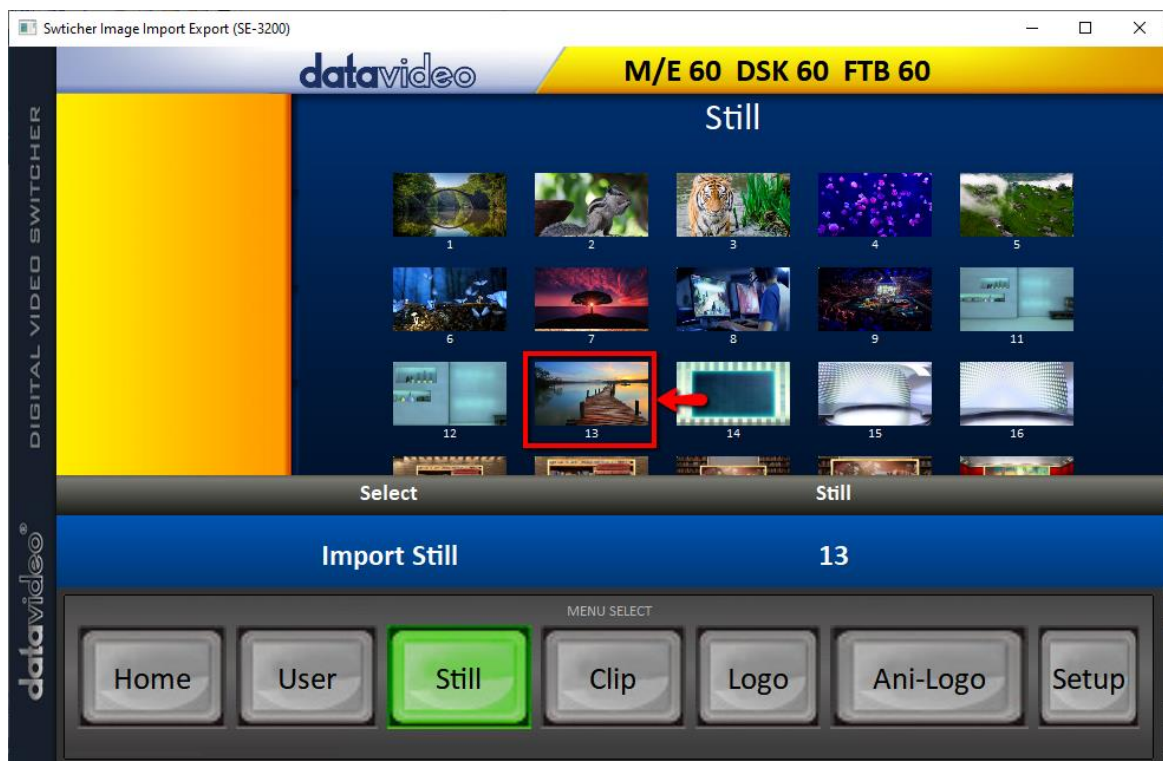 Swticher Image Import Export (SE-3200)
datavideo
M/E 60 DSK 60 FTB 60
Still
1 2 3 4 5
6 7 8 9 11
12 13 14 15 16
Select Still
Import Still 13
MENU SELECT
Home User Still Clip Logo Ani-Logo Setup
DIGITAL VIDEO SWITCHER
datavideo®